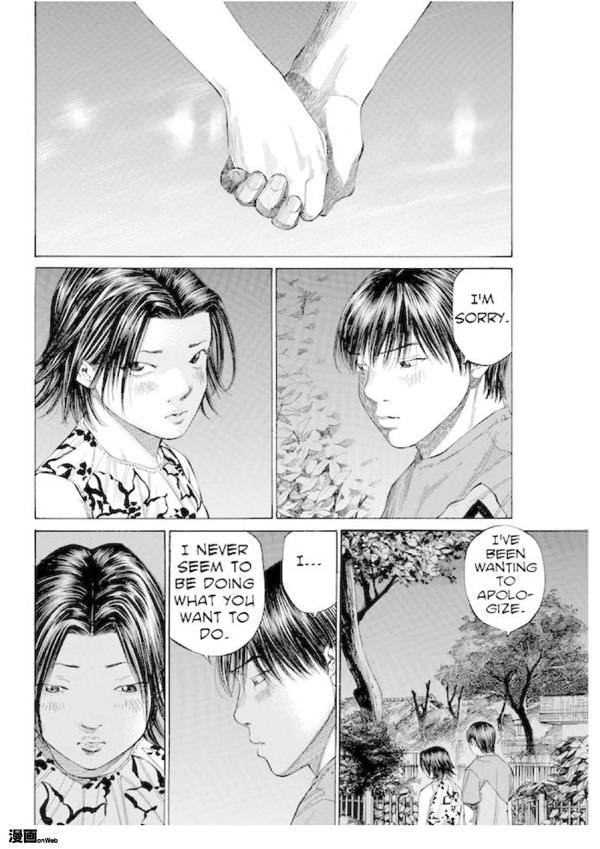 I'M
SORRY.
I'VE
BEEN
WANTING
TO
APOLO-
GIZE.
I...
I NEVER
SEEM TO
BE DOING
WHAT YOU
WANT TO
DO.
漫画onWeb